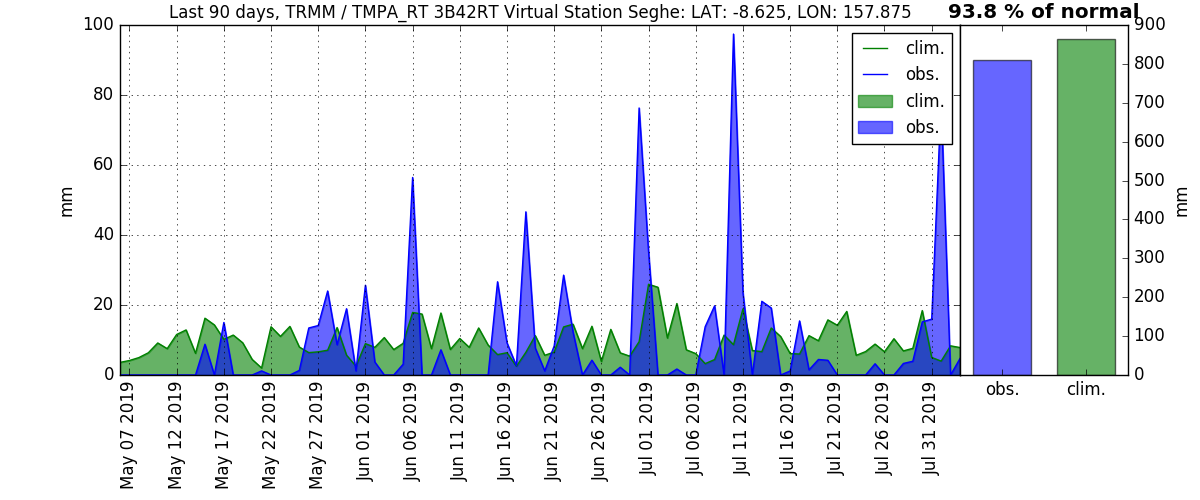 Last 90 days, TRMM / TMPA_RT 3B42RT Virtual Station Seghe: LAT: -8.625, LON: 157.875
93.8 % of normal
100
80
60
40
20
0
mm
clim.
obs.
clim.
obs.
900
800
700
600
500
400
300
200
100
0
mm
obs.
clim.
May 07 2019
May 12 2019
May 17 2019
May 22 2019
May 27 2019
Jun 01 2019
Jun 06 2019
Jun 11 2019
Jun 16 2019
Jun 21 2019
Jun 26 2019
Jul 01 2019
Jul 06 2019
Jul 11 2019
Jul 16 2019
Jul 21 2019
Jul 26 2019
Jul 31 2019